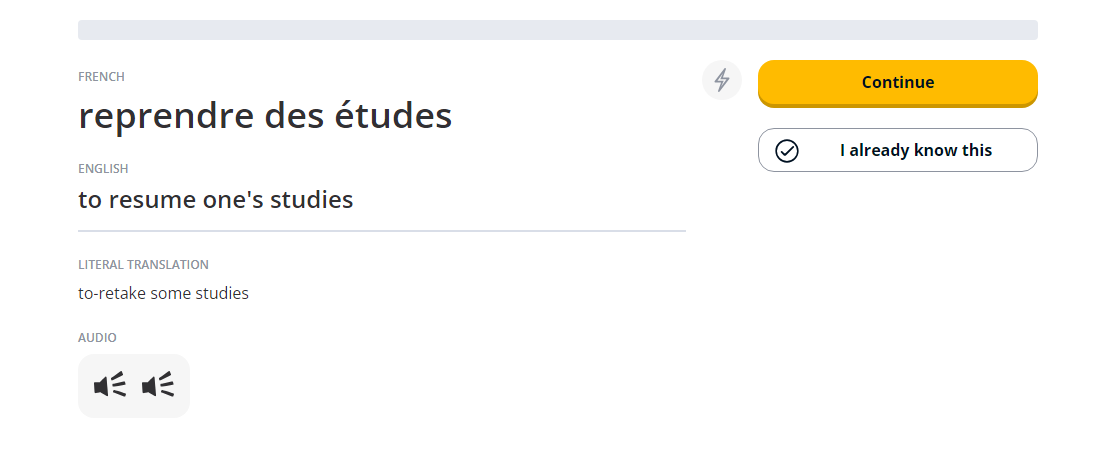 FRENCH
reprendre des études
ENGLISH
to resume one's studies
LITERAL TRANSLATION
to-retake some studies
AUDIO
Continue
I already know this